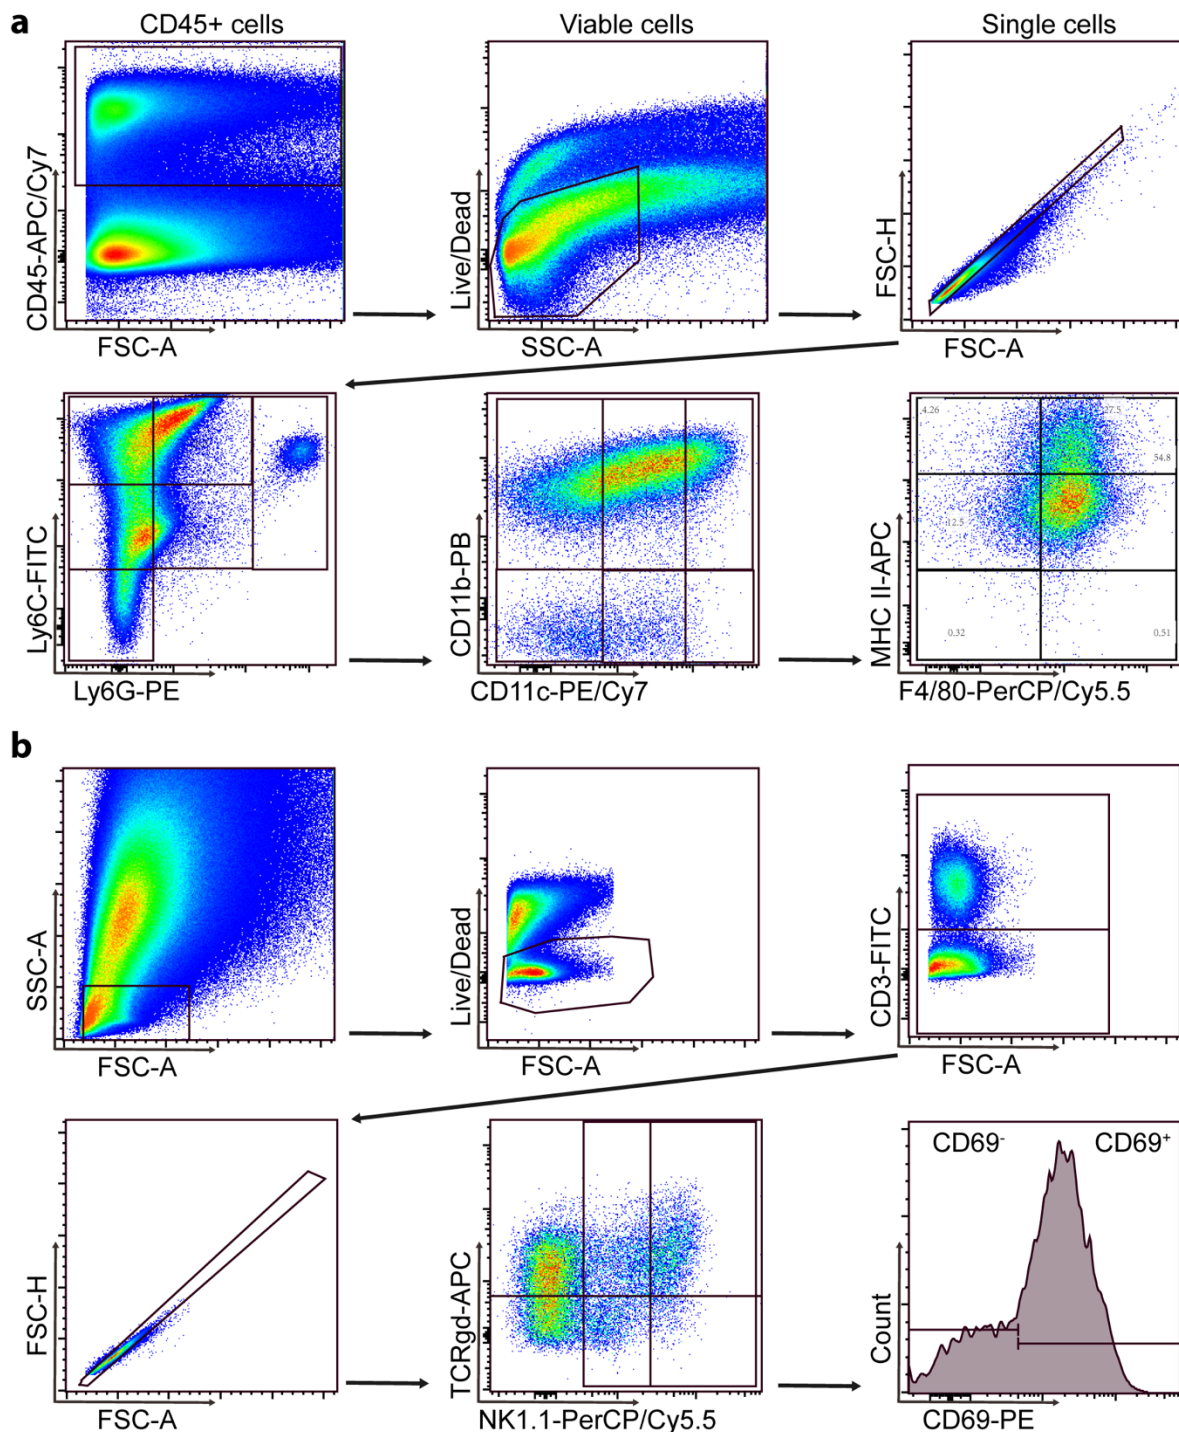 a
CD45+ cells
Viable cells
Single cells
CD45-APC/Cy7
FSC-A
Live/Dead
SSC-A
FSC-H
FSC-A
Ly6C-FITC
Ly6G-PE
CD11b-PB
CD11c-PE/Cy7
MHC II-APC
4.26
27.5
54.8
12.5
0.32
0.51
F4/80-PerCP/Cy5.5
b
SSC-A
FSC-A
Live/Dead
FSC-A
CD3-FITC
FSC-A
FSC-H
FSC-A
TCRgd-APC
NK1.1-PerCP/Cy5.5
CD69⁻
CD69⁺
Count
CD69-PE